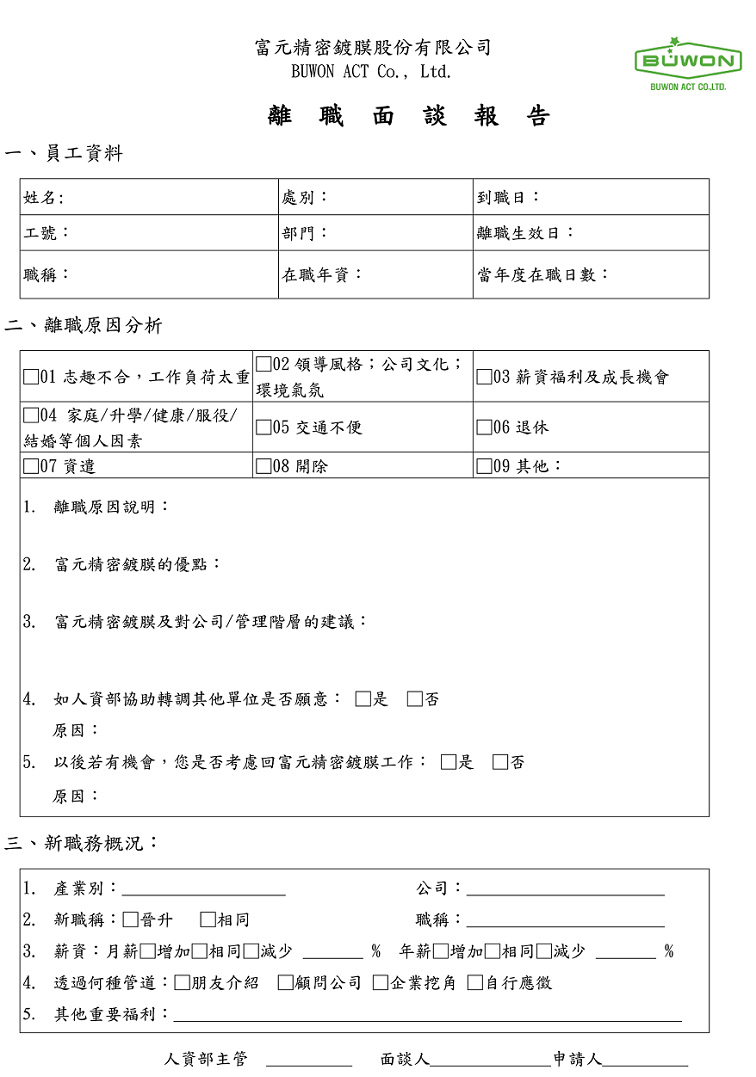 富元精密鍍膜股份有限公司
BUWON ACT Co., Ltd.
BUWON
BUWON ACT CO.,LTD.
離職面談報告
一、員工資料
姓名: 處別： 到職日：
工號： 部門： 離職生效日：
職稱： 在職年資： 當年度在職日數：
二、離職原因分析
□01 志趣不合，工作負荷太重 □02 領導風格；公司文化；
環境氣氛 □03 薪資福利及成長機會
□04 家庭/升學/健康/服役/
結婚等個人因素 □05 交通不便 □06 退休
□07 資遣 □08 開除 □09 其他：
1. 離職原因說明：
2. 富元精密鍍膜的優點：
3. 富元精密鍍膜及對公司/管理階層的建議：
4. 如人資部協助轉調其他單位是否願意： □是 □否
原因：
5. 以後若有機會，您是否考慮回富元精密鍍膜工作： □是 □否
原因：
三、新職務概況：
1. 產業別：__________ 公司：__________
2. 新職稱：□晉升 □相同 職稱：__________
3. 薪資：月薪□增加□相同□減少 ______ % 年薪□增加□相同□減少 ______ %
4. 透過何種管道：□朋友介紹 □顧問公司 □企業挖角 □自行應徵
5. 其他重要福利：__________
人資部主管 __________ 面談人__________申請人__________